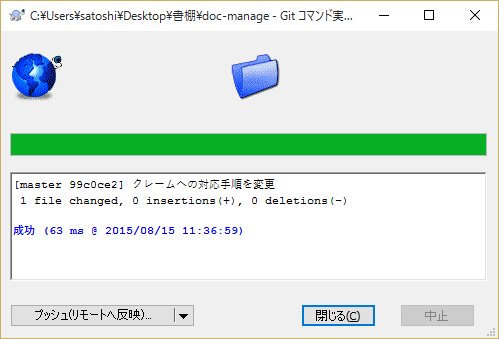 C:¥Users¥satoshi¥Desktop¥書棚¥doc-manage - Git コマンド実...
[master 99c0ce2] クレームへの対応手順を変更
1 file changed, 0 insertions(+), 0 deletions(-)
成功 (63 ms @ 2015/08/15 11:36:59)
プッシュ(リモートへ反映)...
閉じる(C)
中止